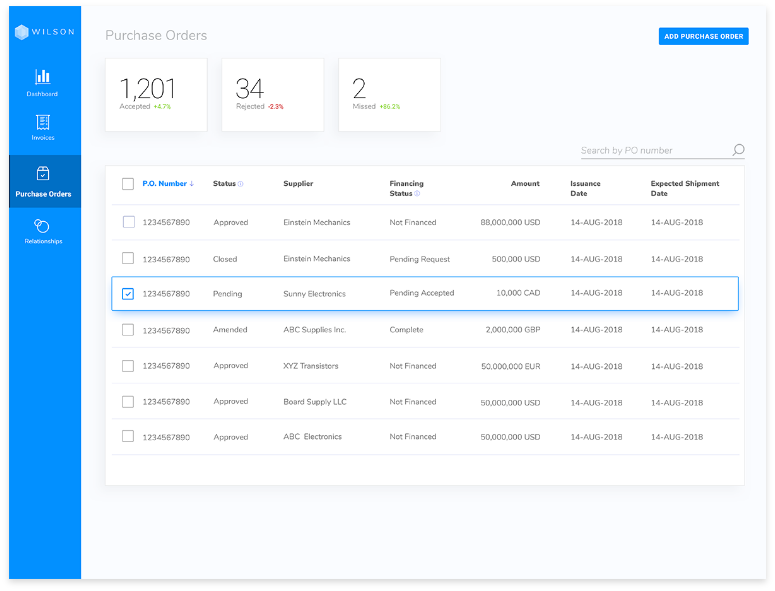 WILSON
Dashboard
Invoices
Purchase Orders
Relationships
Purchase Orders
ADD PURCHASE ORDER
1,201
Accepted +4.7%
34
Rejected -2.3%
2
Missed +86.2%
Search by PO number
P.O. Number ↓ Status Supplier Financing Status Amount Issuance Date Expected Shipment Date
1234567890 Approved Einstein Mechanics Not Financed 88,000,000 USD 14-AUG-2018 14-AUG-2018
1234567890 Closed Einstein Mechanics Pending Request 500,000 USD 14-AUG-2018 14-AUG-2018
1234567890 Pending Sunny Electronics Pending Accepted 10,000 CAD 14-AUG-2018 14-AUG-2018
1234567890 Amended ABC Supplies Inc. Complete 2,000,000 GBP 14-AUG-2018 14-AUG-2018
1234567890 Approved XYZ Transistors Not Financed 50,000,000 EUR 14-AUG-2018 14-AUG-2018
1234567890 Approved Board Supply LLC Not Financed 50,000,000 USD 14-AUG-2018 14-AUG-2018
1234567890 Approved ABC Electronics Not Financed 50,000,000 USD 14-AUG-2018 14-AUG-2018